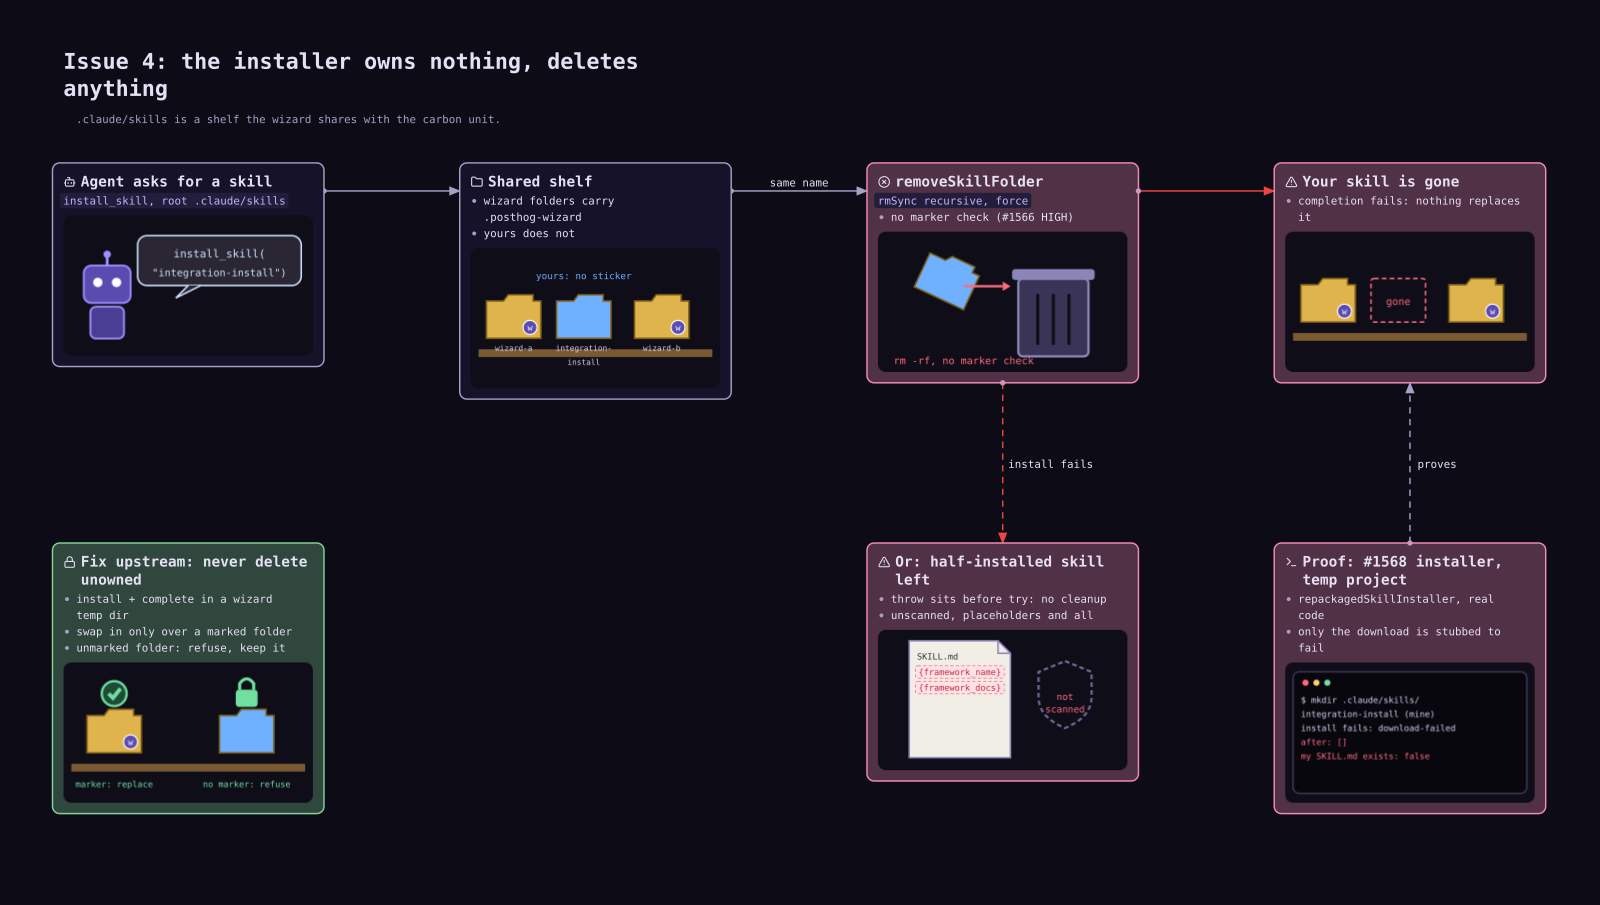 Issue 4: the installer owns nothing, deletes
anything
.claude/skills is a shelf the wizard shares with the carbon unit.
Agent asks for a skill
install_skill, root .claude/skills
install_skill(
"integration-install")
Shared shelf
wizard folders carry
.posthog-wizard
yours does not
yours: no sticker
w
w
wizard-a
integration-
install
wizard-b
same name
removeSkillFolder
rmSync recursive, force
no marker check (#1566 HIGH)
rm -rf, no marker check
Your skill is gone
completion fails: nothing replaces
it
gone
w
w
install fails
proves
Fix upstream: never delete
unowned
install + complete in a wizard
temp dir
swap in only over a marked folder
unmarked folder: refuse, keep it
w
marker: replace
no marker: refuse
Or: half-installed skill
left
throw sits before try: no cleanup
unscanned, placeholders and all
SKILL.md
{framework_name}
{framework_docs}
not
scanned
Proof: #1568 installer,
temp project
repackagedSkillInstaller, real
code
only the download is stubbed to
fail
$ mkdir .claude/skills/
integration-install (mine)
install fails: download-failed
after: []
my SKILL.md exists: false